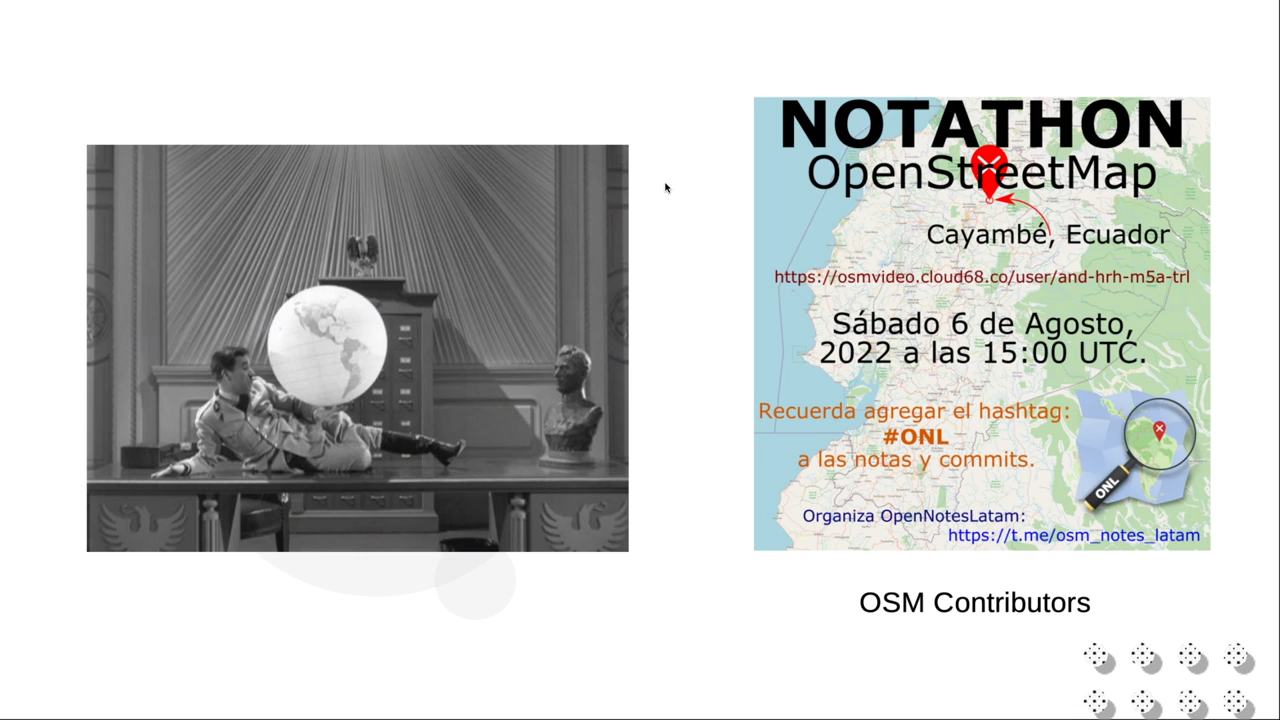 NOTATHON
OpenStreetMap
Cayambé, Ecuador
https://osmvideo.cloud68.co/user/and-hrh-m5a-trl
Sábado 6 de Agosto,
2022 a las 15:00 UTC.
Recuerda agregar el hashtag:
#ONL
a las notas y commits.
ONL
Organiza OpenNotesLatam:
https://t.me/osm_notes_latam
OSM Contributors